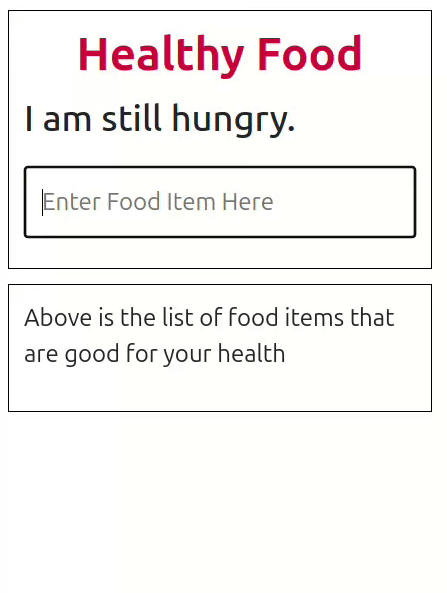 Healthy Food
I am still hungry.
Enter Food Item Here
Above is the list of food items that
are good for your health